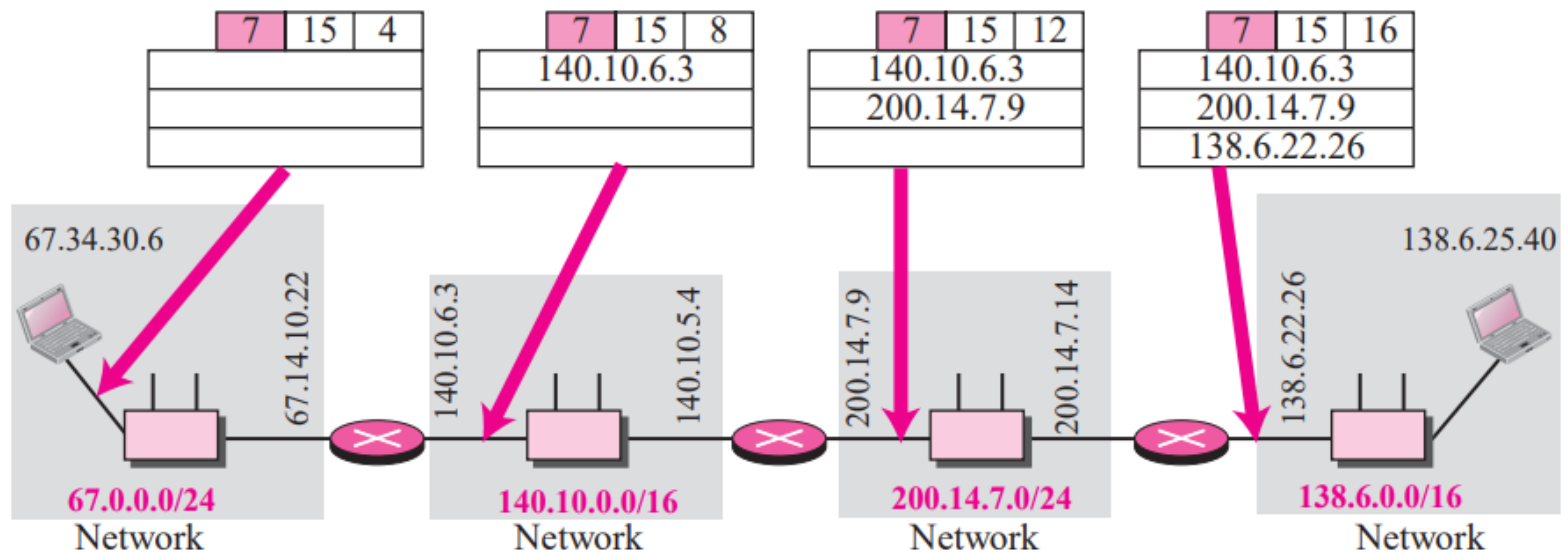 7 15 4
7 15 8
140.10.6.3
7 15 12
140.10.6.3
200.14.7.9
7 15 16
140.10.6.3
200.14.7.9
138.6.22.26
67.34.30.6
138.6.25.40
67.14.10.22
140.10.6.3
140.10.5.4
200.14.7.9
200.14.7.14
138.6.22.26
67.0.0.0/24
Network
140.10.0.0/16
Network
200.14.7.0/24
Network
138.6.0.0/16
Network